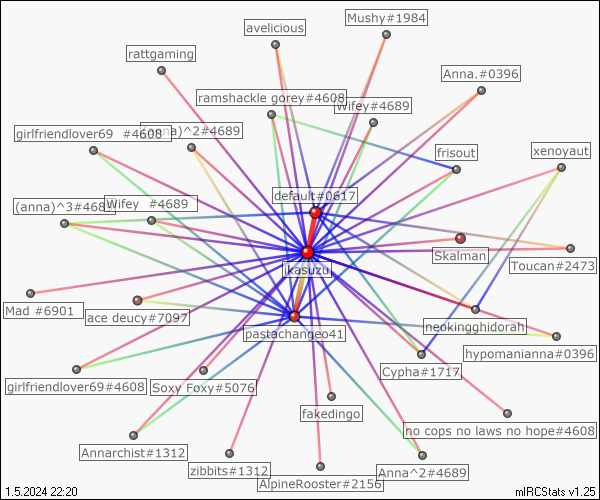 Mushy#1984
avelicious
rattgaming
Anna.#0396
ramshackle gorey#4608
Wifey#4689
girlfriendlover69 #4608
)^2#4689
frisout
xenoyaut
default#0617
(anna)^3#4689
Wifey #4689
Skalman
Toucan#2473
ikasuzu
Mad #6901
ace deucy#7097
neokingghidorah
pastachangeo41
hypomanianna#0396
Cypha#1717
girlfriendlover69#4608
Soxy Foxy#5076
fakedingo
no cops no laws no hope#4608
Annarchist#1312
zibbits#1312
Anna^2#4689
AlpineRooster#2156
1.5.2024 22:20
mIRCStats v1.25